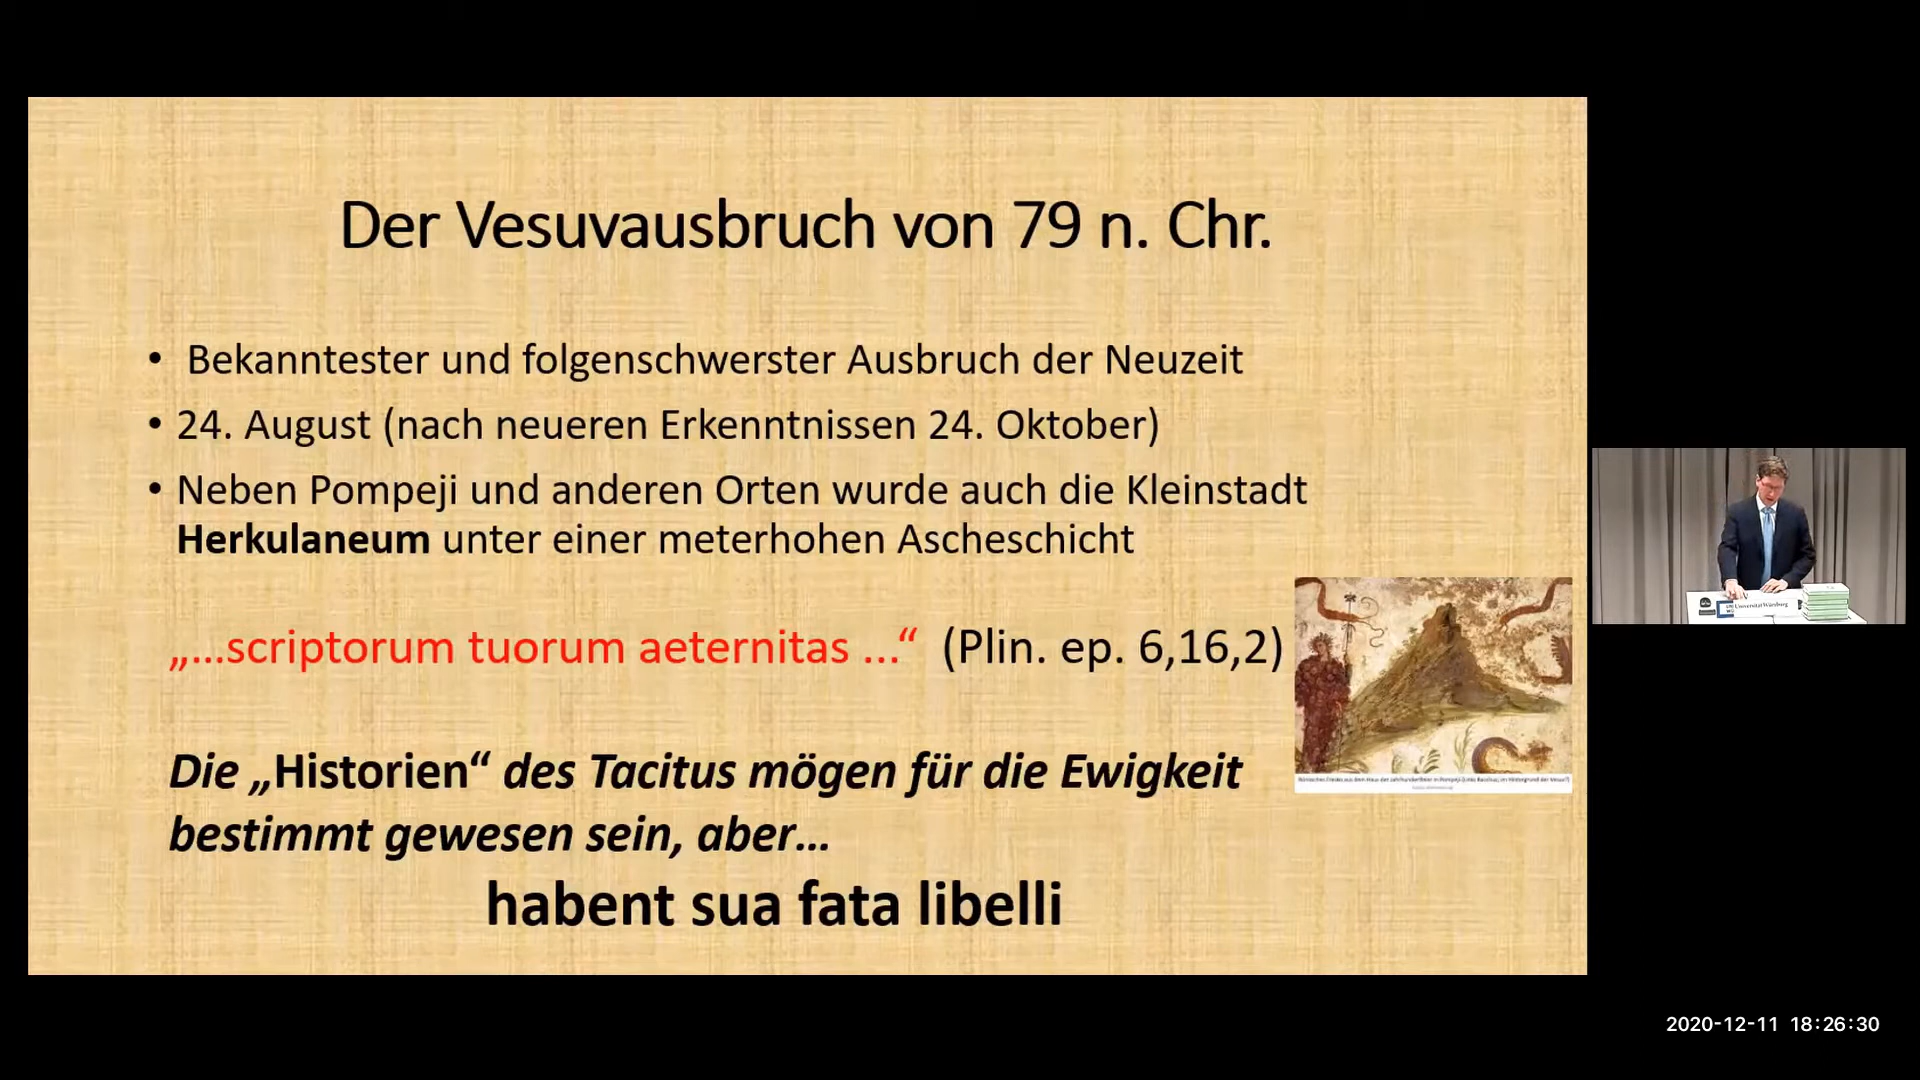 Der Vesuvausbruch von 79 n. Chr.
• Bekanntester und folgenschwerster Ausbruch der Neuzeit
• 24. August (nach neueren Erkenntnissen 24. Oktober)
• Neben Pompeji und anderen Orten wurde auch die Kleinstadt
Herkulaneum unter einer meterhohen Ascheschicht
„...scriptorum tuorum aeternitas ...“ (Plin. ep. 6,16,2)
Die „Historien“ des Tacitus mögen für die Ewigkeit
bestimmt gewesen sein, aber...
habent sua fata libelli
Universität Würzburg
2020-12-11 18:26:30